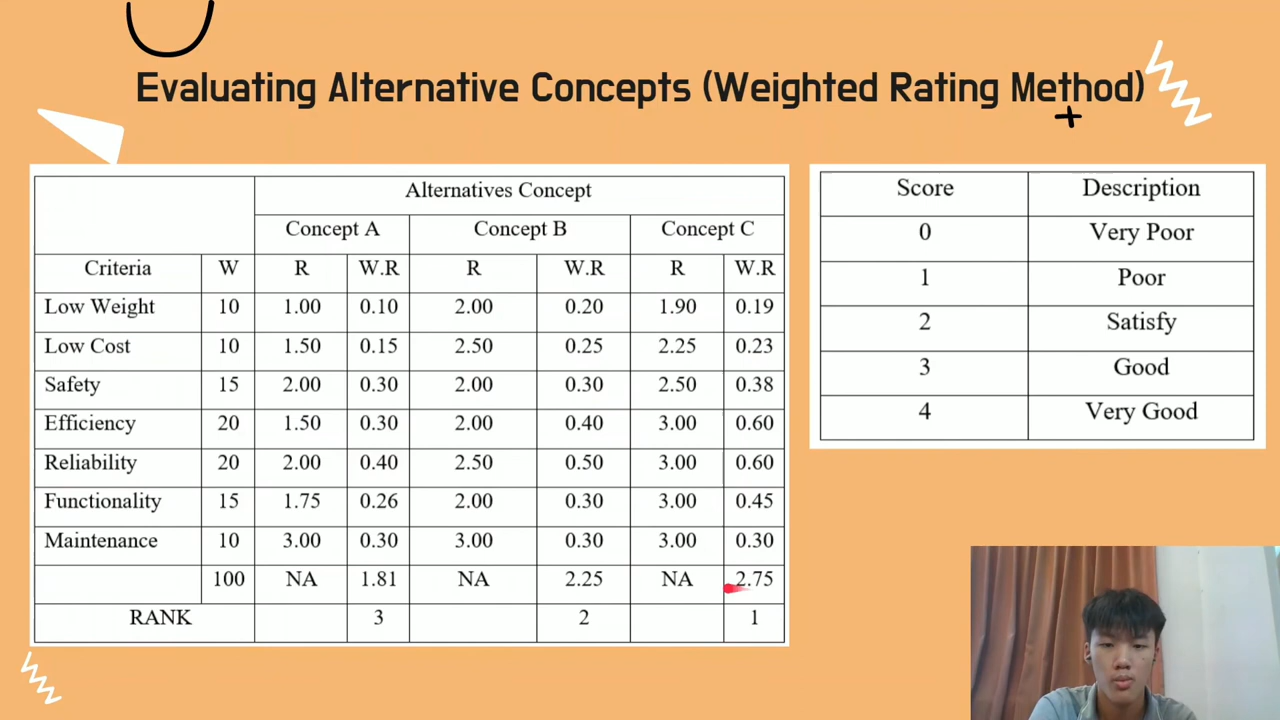 Evaluating Alternative Concepts (Weighted Rating Method)
Alternatives Concept
Concept A Concept B Concept C
Criteria W R W.R R W.R R W.R
Low Weight 10 1.00 0.10 2.00 0.20 1.90 0.19
Low Cost 10 1.50 0.15 2.50 0.25 2.25 0.23
Safety 15 2.00 0.30 2.00 0.30 2.50 0.38
Efficiency 20 1.50 0.30 2.00 0.40 3.00 0.60
Reliability 20 2.00 0.40 2.50 0.50 3.00 0.60
Functionality 15 1.75 0.26 2.00 0.30 3.00 0.45
Maintenance 10 3.00 0.30 3.00 0.30 3.00 0.30
100 NA 1.81 NA 2.25 NA 2.75
RANK 3 2 1
Score Description
0 Very Poor
1 Poor
2 Satisfy
3 Good
4 Very Good